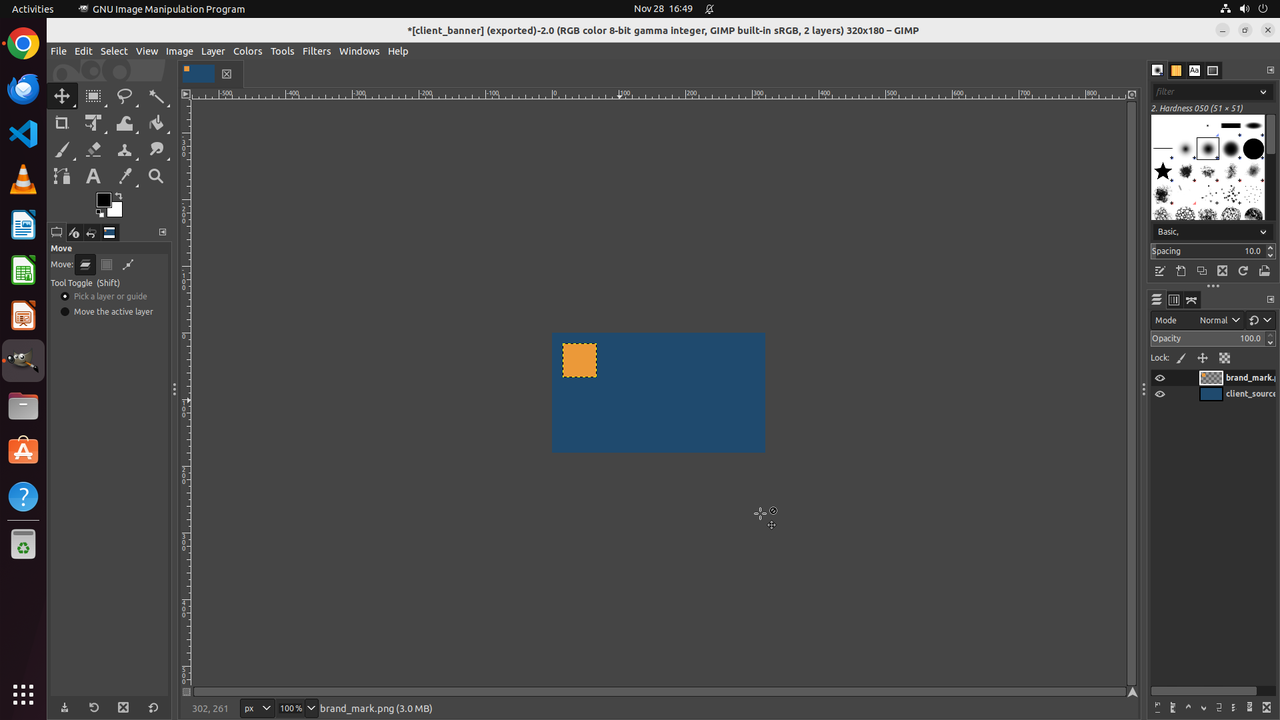 Activities
GNU Image Manipulation Program
Nov 28 16:49
*[client_banner] (exported)-2.0 (RGB color 8-bit gamma integer, GIMP built-in sRGB, 2 layers) 320x180 – GIMP
File Edit Select View Image Layer Colors Tools Filters Windows Help
filter
2. Hardness 050 (51 × 51)
Basic,
Spacing 10.0
Move
Move:
Tool Toggle (Shift)
Pick a layer or guide
Move the active layer
Mode Normal
Opacity 100.0
Lock:
brand_mark.
client_source
302, 261 px 100 % brand_mark.png (3.0 MB)